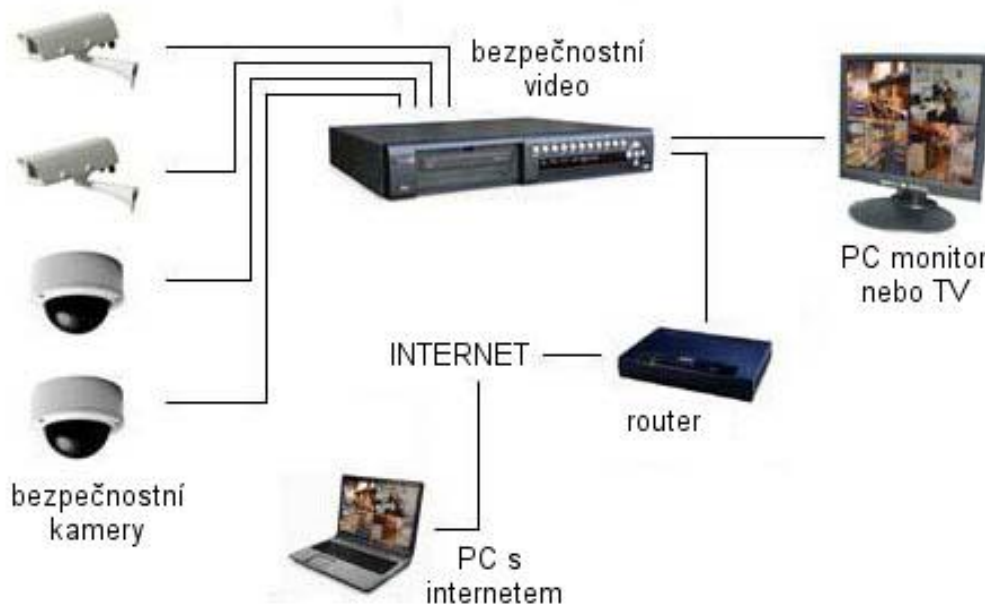 bezpečnostní
video
PC monitor
nebo TV
INTERNET
router
bezpečnostní
kamery
PC s
internetem